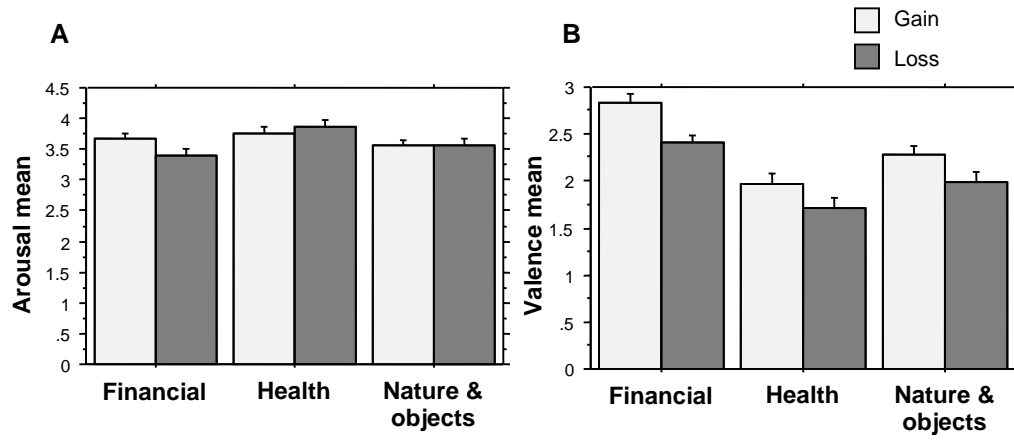 A
B
Gain
Loss
Arousal mean
4.5
4
3.5
3
2.5
2
1.5
1
.5
0
Financial
Health
Nature &
objects
Valence mean
3
2.5
2
1.5
1
.5
0
Financial
Health
Nature &
objects